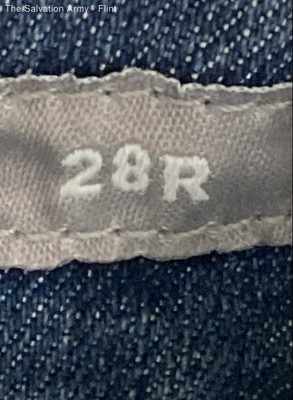 The Salvation Army - Flint
28R